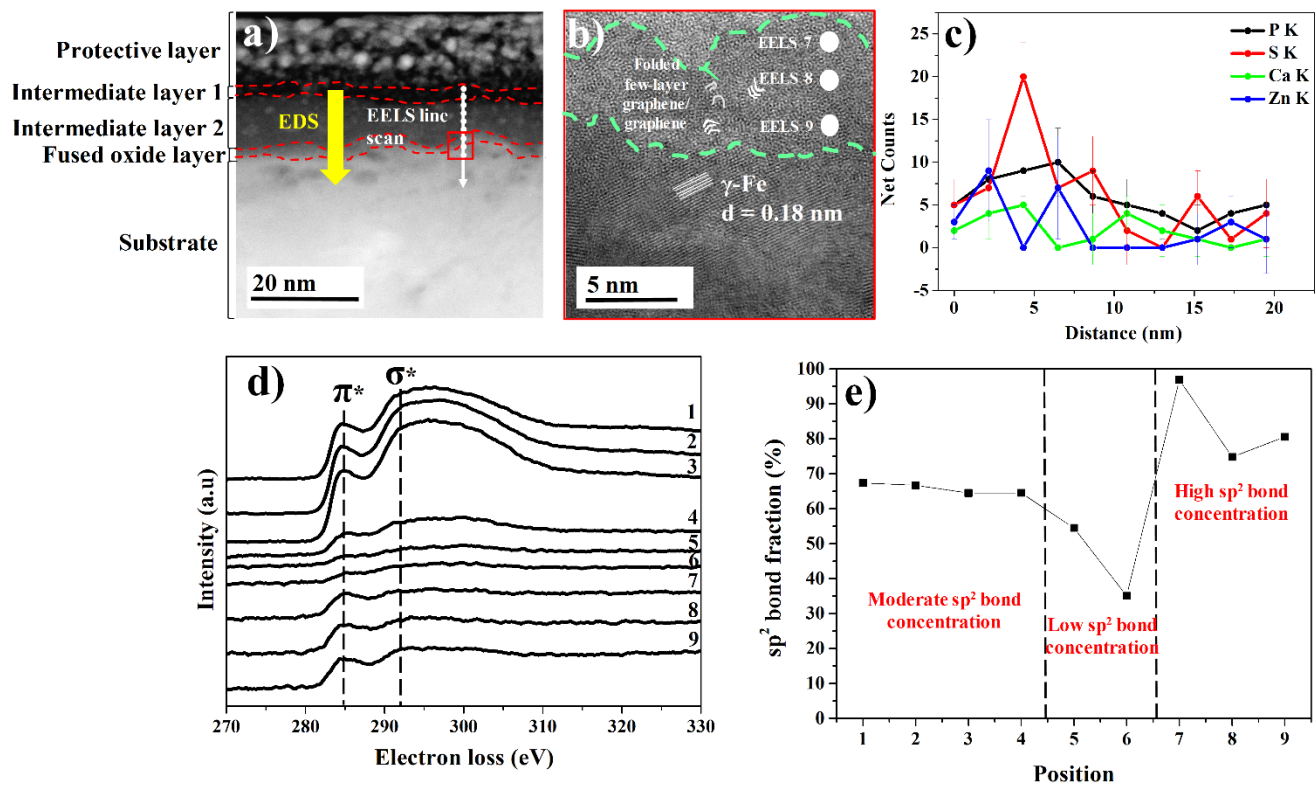 a)
Protective layer
Intermediate layer 1
Intermediate layer 2
Fused oxide layer
Substrate
EDS
EELS linc
scan
20 nm
b)
EELS 7
EELS 8
EELS 9
Folded
few-layer
graphene/
graphene
γ-Fe
d = 0.18 nm
5 nm
c)
P K
S K
Ca K
Zn K
Net Counts
25
20
15
10
5
0
-5
0
5
10
15
20
Distance (nm)
d)
π*
σ*
1
2
3
4
5
6
7
8
9
Intensity (a.u)
270
280
290
300
310
320
330
Electron loss (eV)
e)
sp² bond fraction (%)
100
90
80
70
60
50
40
30
20
10
0
Moderate sp² bond
concentration
Low sp² bond
concentration
High sp² bond
concentration
1
2
3
4
5
6
7
8
9
Position